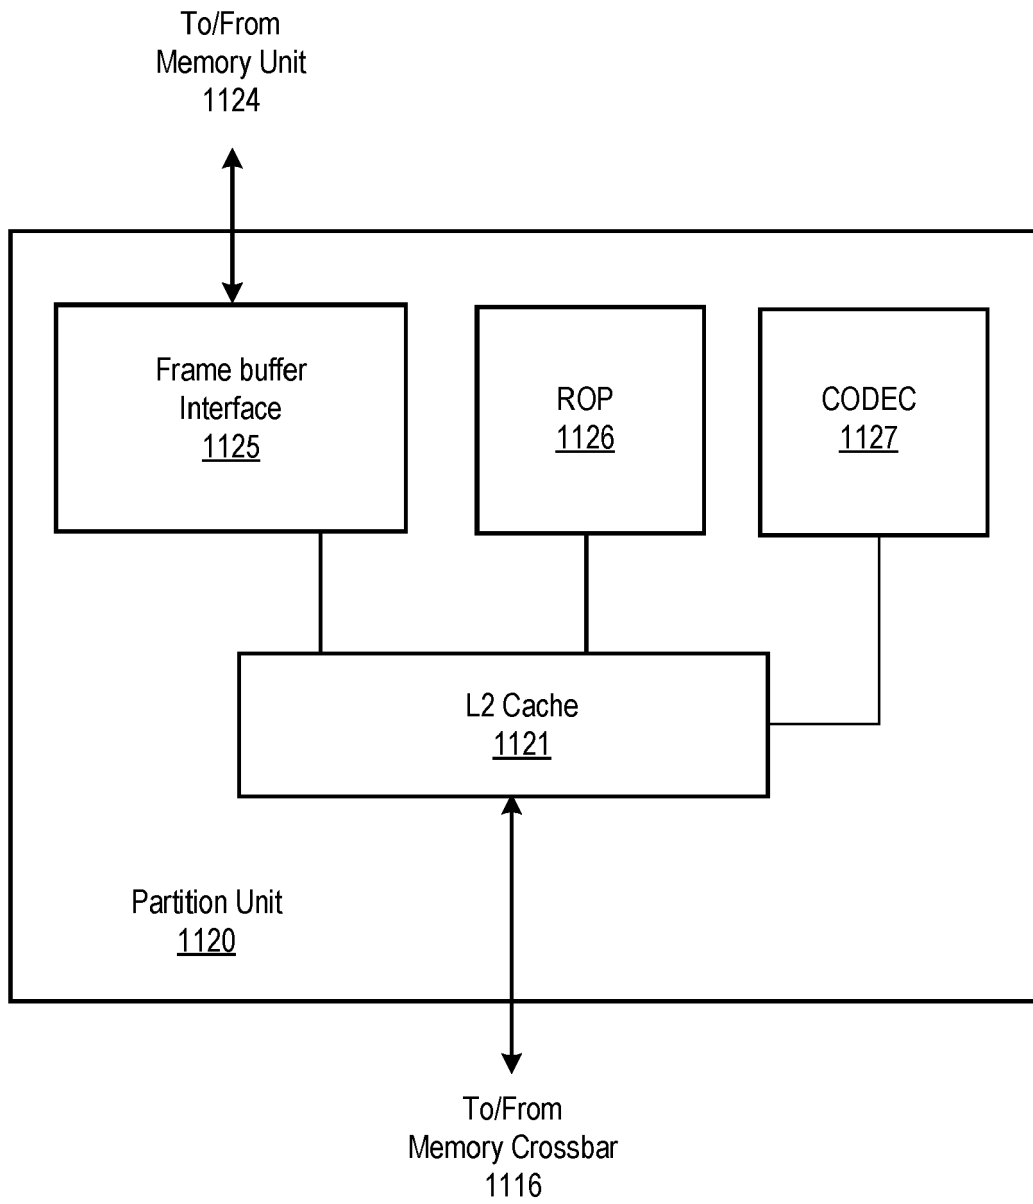 To/From
Memory Unit
1124
Frame buffer
Interface
1125
ROP
1126
CODEC
1127
L2 Cache
1121
Partition Unit
1120
To/From
Memory Crossbar
1116